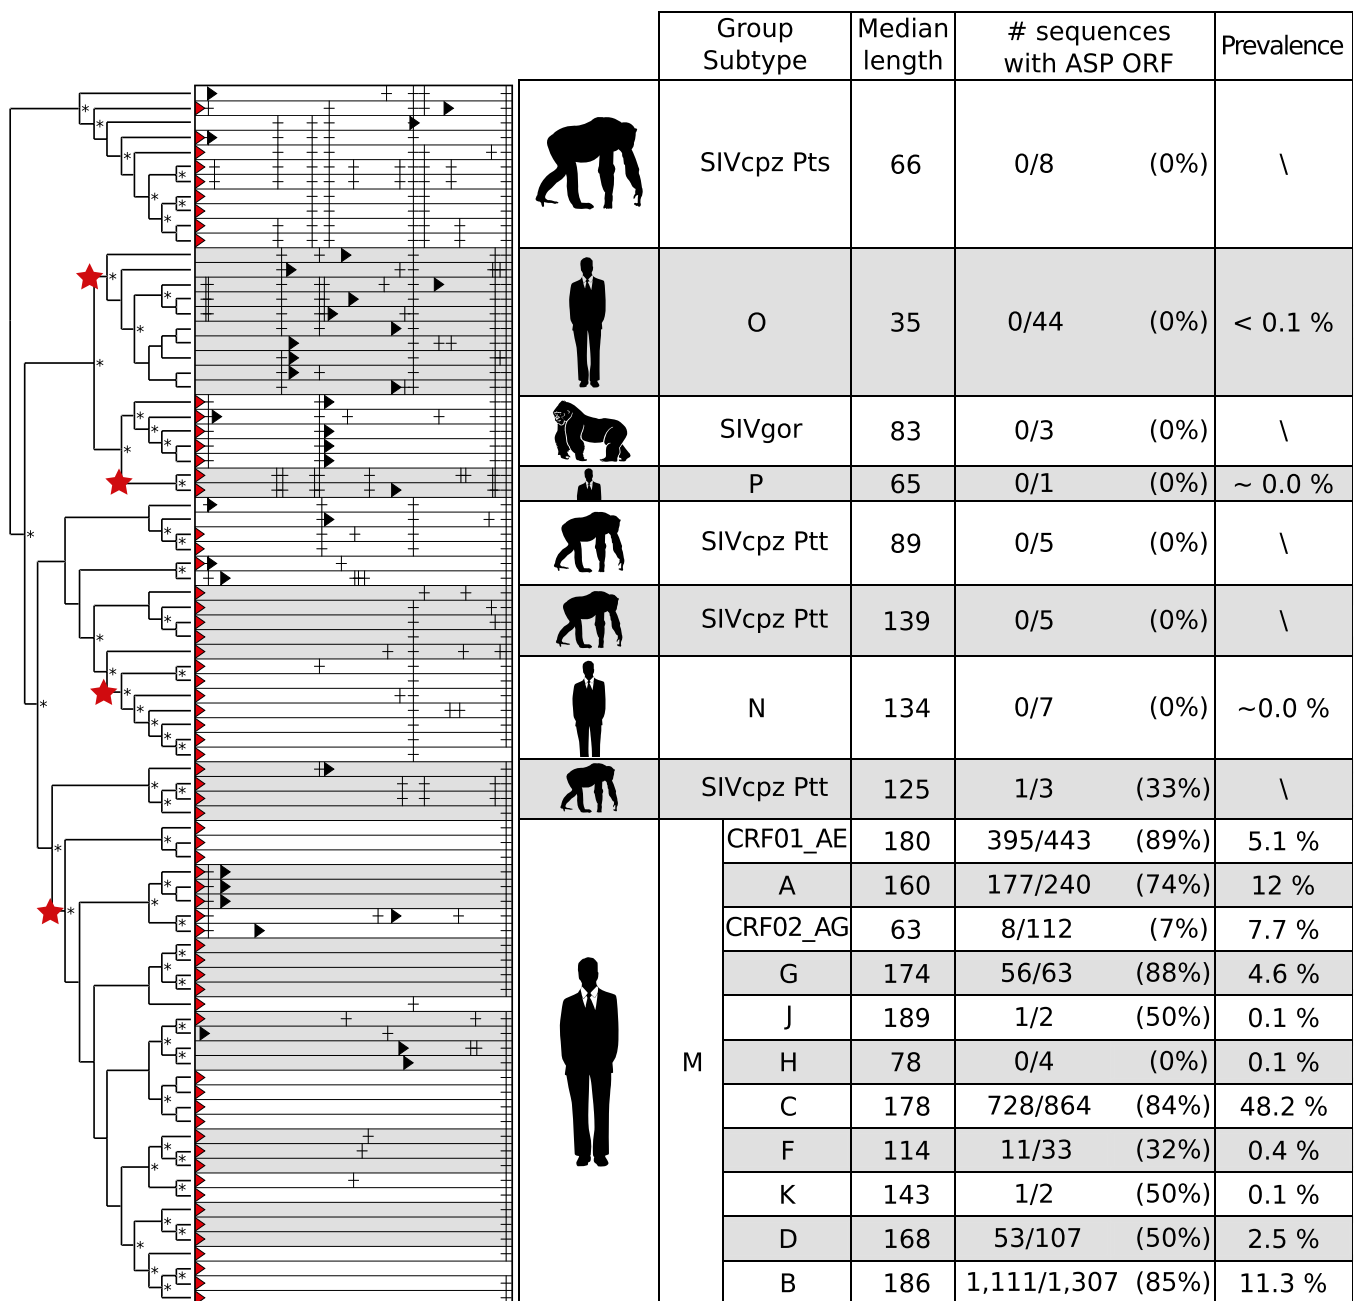 Group Subtype Median length # sequences with ASP ORF Prevalence
SIVcpz Pts 66 0/8 (0%) \
O 35 0/44 (0%) < 0.1 %
SIVgor 83 0/3 (0%) \
P 65 0/1 (0%) ~ 0.0 %
SIVcpz Ptt 89 0/5 (0%) \
SIVcpz Ptt 139 0/5 (0%) \
N 134 0/7 (0%) ~0.0 %
SIVcpz Ptt 125 1/3 (33%) \
M
CRF01_AE 180 395/443 (89%) 5.1 %
A 160 177/240 (74%) 12 %
CRF02_AG 63 8/112 (7%) 7.7 %
G 174 56/63 (88%) 4.6 %
J 189 1/2 (50%) 0.1 %
H 78 0/4 (0%) 0.1 %
C 178 728/864 (84%) 48.2 %
F 114 11/33 (32%) 0.4 %
K 143 1/2 (50%) 0.1 %
D 168 53/107 (50%) 2.5 %
B 186 1,111/1,307 (85%) 11.3 %